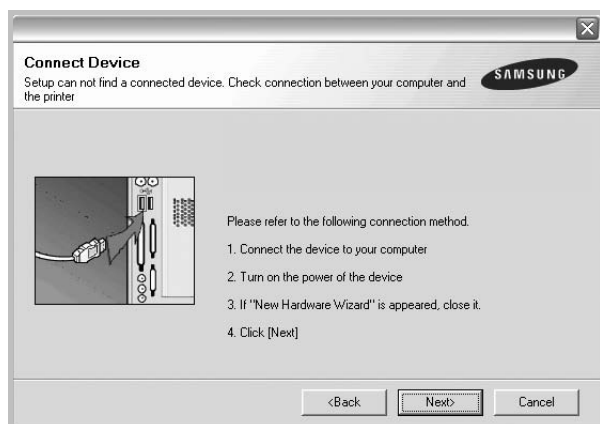 Connect Device
Setup can not find a connected device. Check connection between your computer and
the printer
SAMSUNG
Please refer to the following connection method.
1. Connect the device to your computer
2. Turn on the power of the device
3. If "New Hardware Wizard" is appeared, close it.
4. Click [Next]
<Back
Next>
Cancel